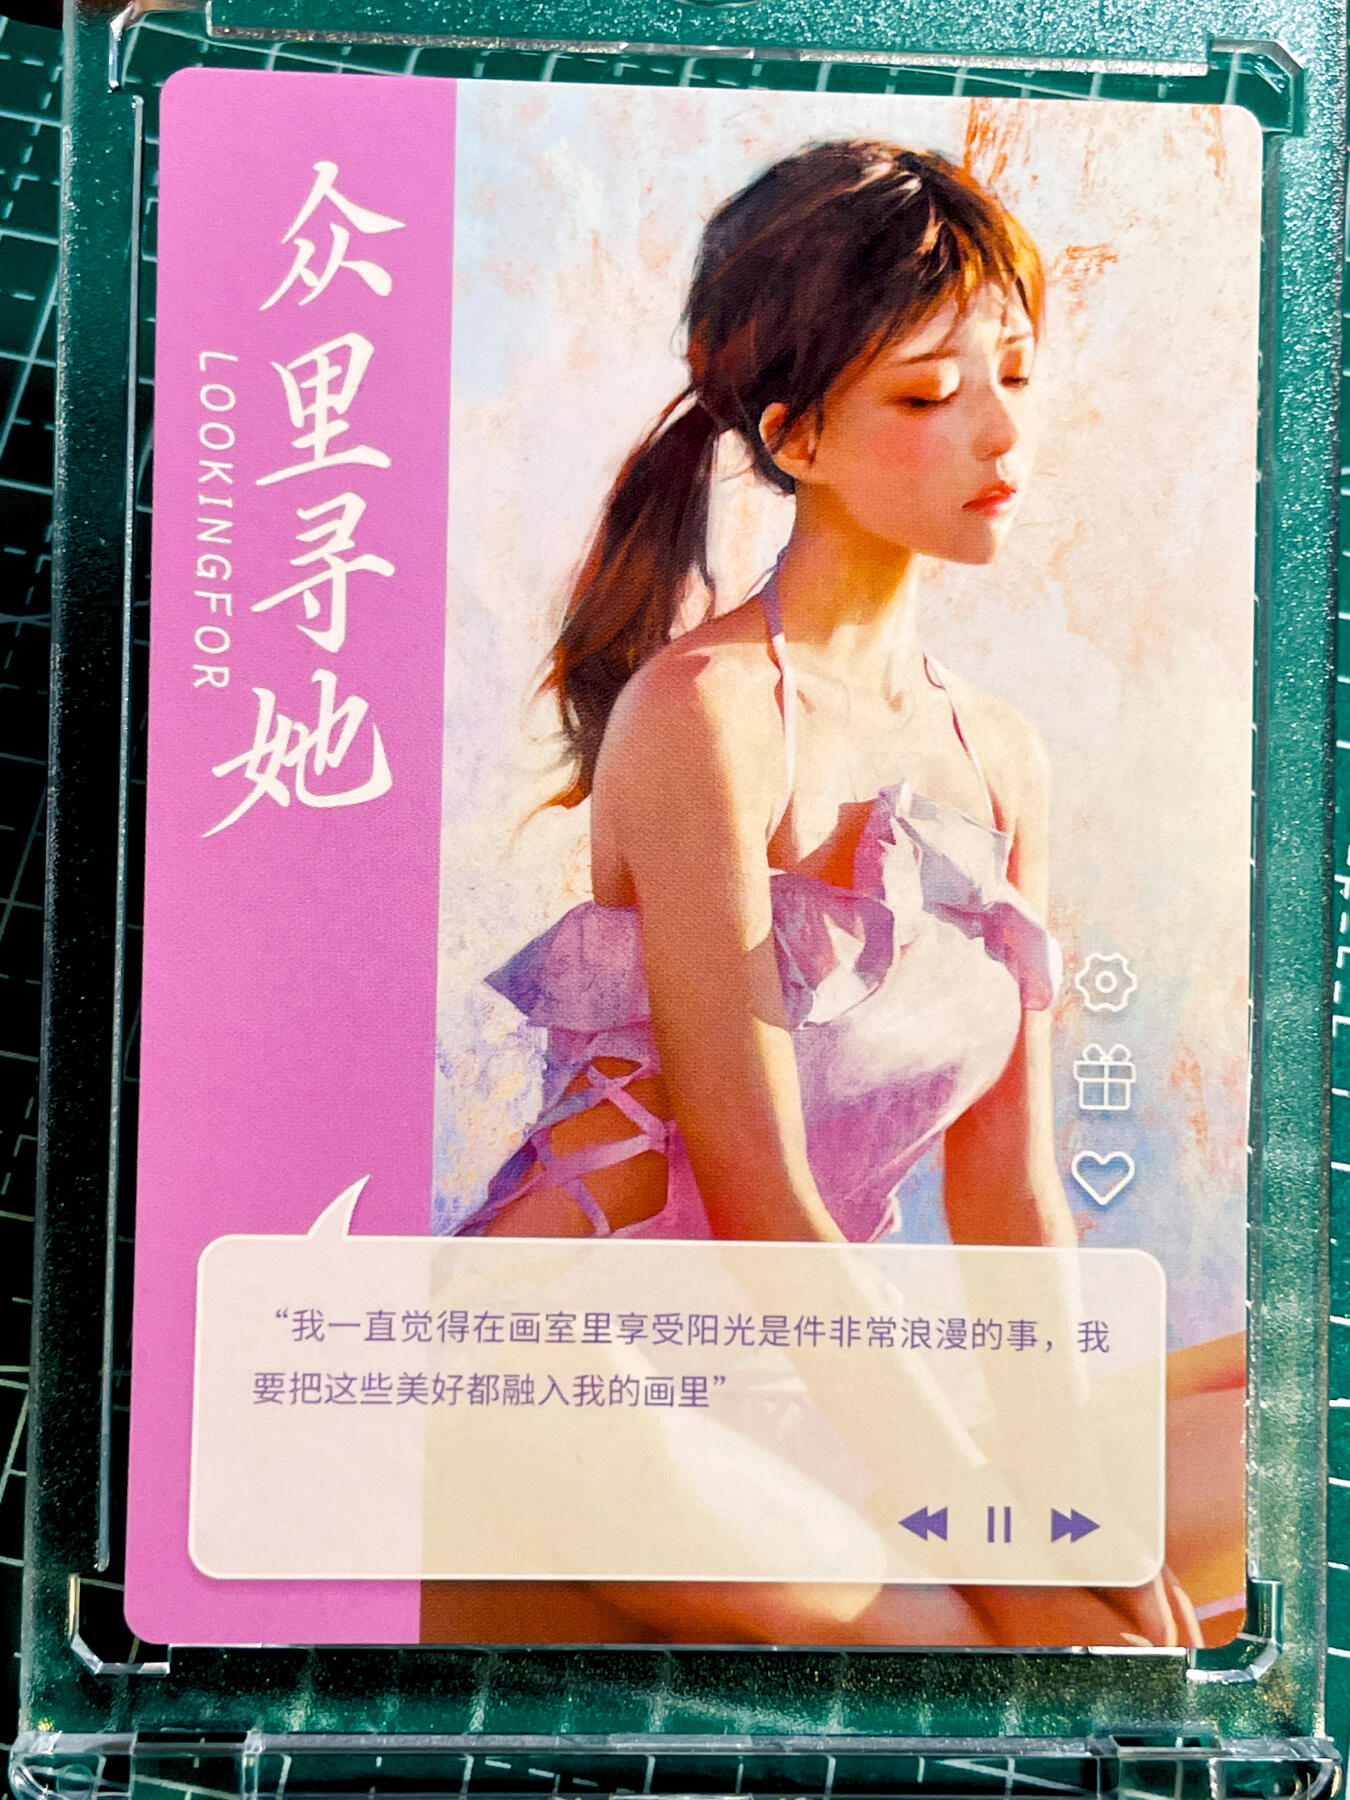 众里寻她
LOOKINGFOR
“我一直觉得在画室里享受阳光是件非常浪漫的事，我
要把这些美好都融入我的画里”